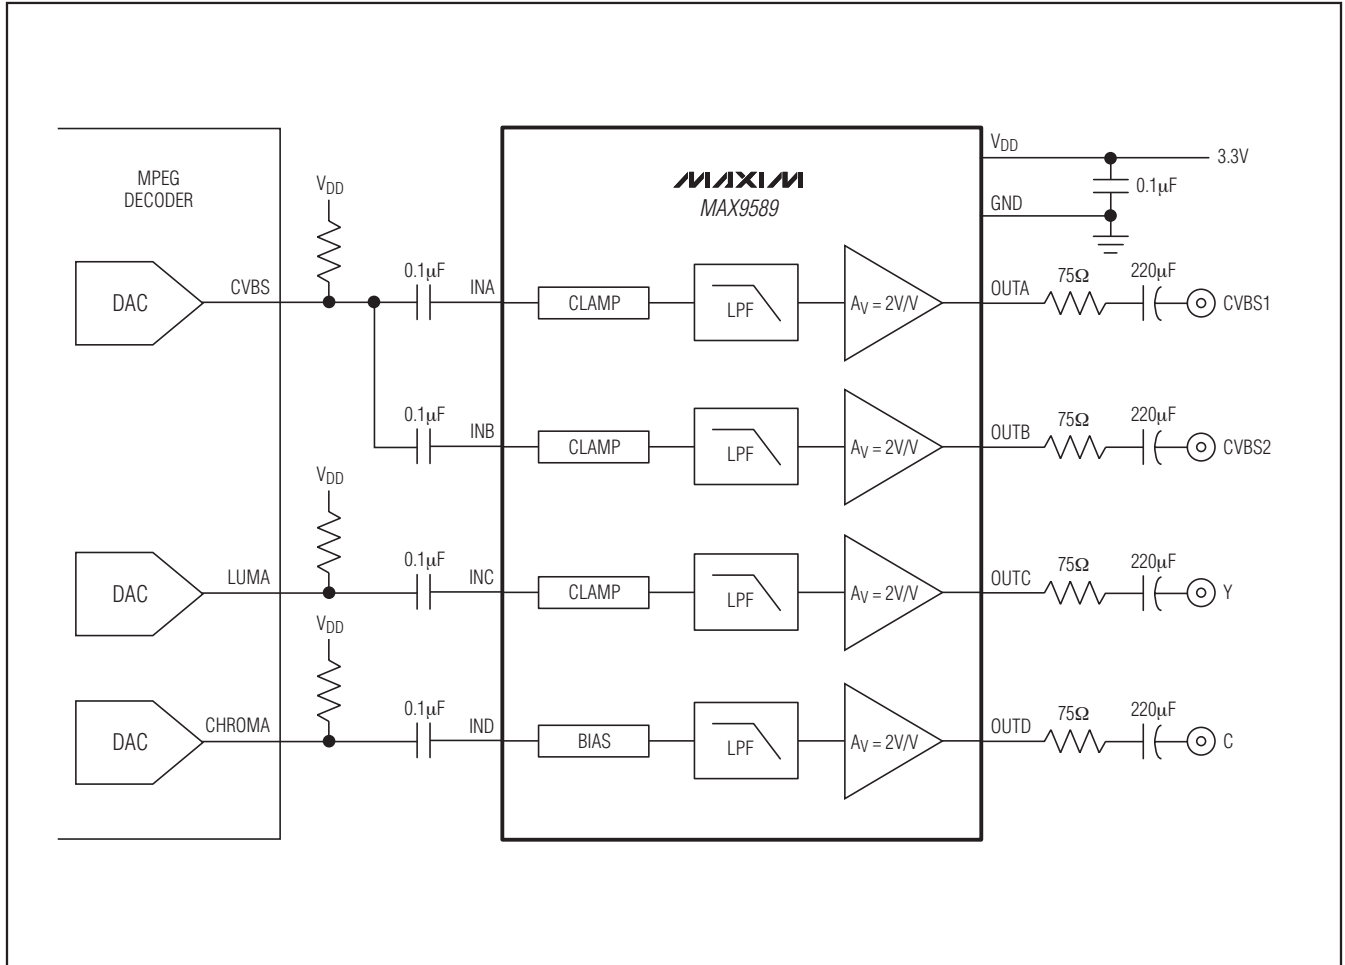 MPEG
DECODER
DAC
CVBS
VDD
0.1µF
INA
0.1µF
INB
DAC
LUMA
VDD
0.1µF
INC
DAC
CHROMA
VDD
0.1µF
IND
MAXIM
MAX9589
CLAMP
LPF
AV = 2V/V
CLAMP
LPF
AV = 2V/V
CLAMP
LPF
AV = 2V/V
BIAS
LPF
AV = 2V/V
VDD
3.3V
0.1µF
GND
OUTA
75Ω
220µF
CVBS1
OUTB
75Ω
220µF
CVBS2
OUTC
75Ω
220µF
Y
OUTD
75Ω
220µF
C